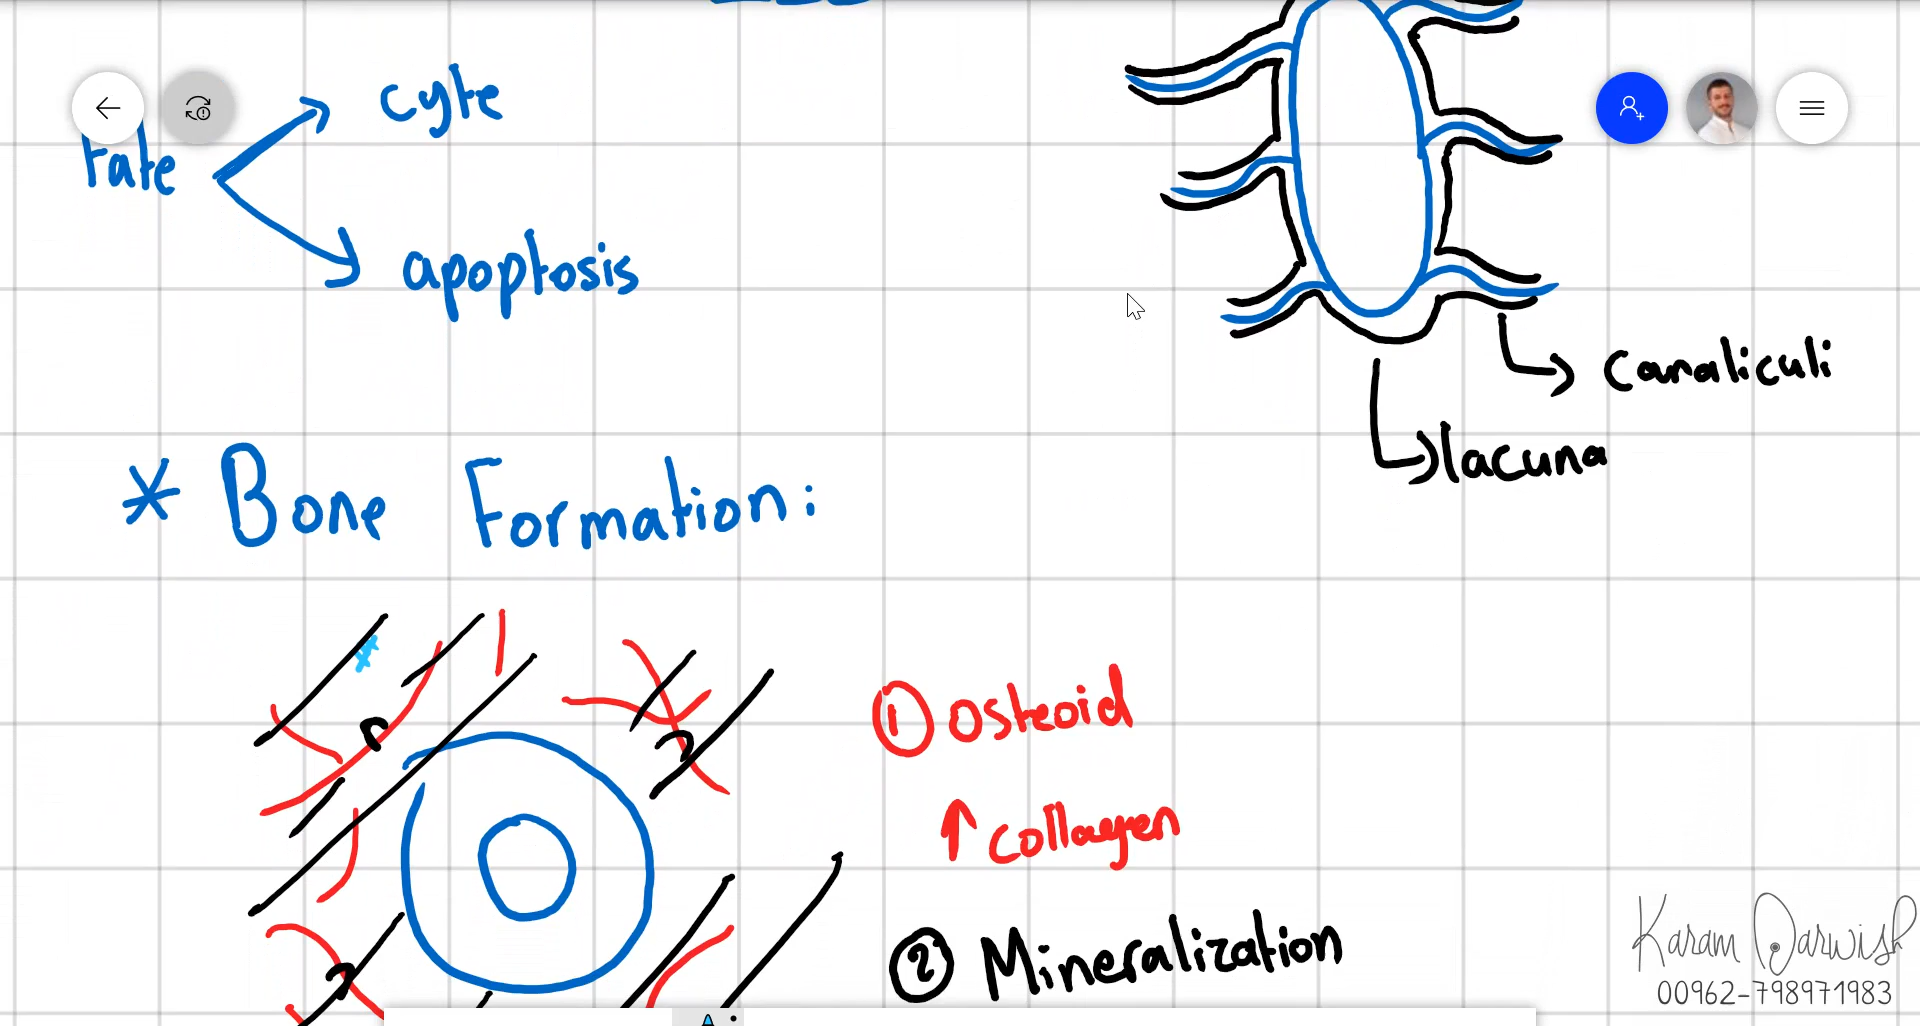 cyte
Fate
apoptosis
canaliculi
lacuna
* Bone Formation:
① osteoid
↑ collagen
② Mineralization
Karam Darwish
00962-798971983